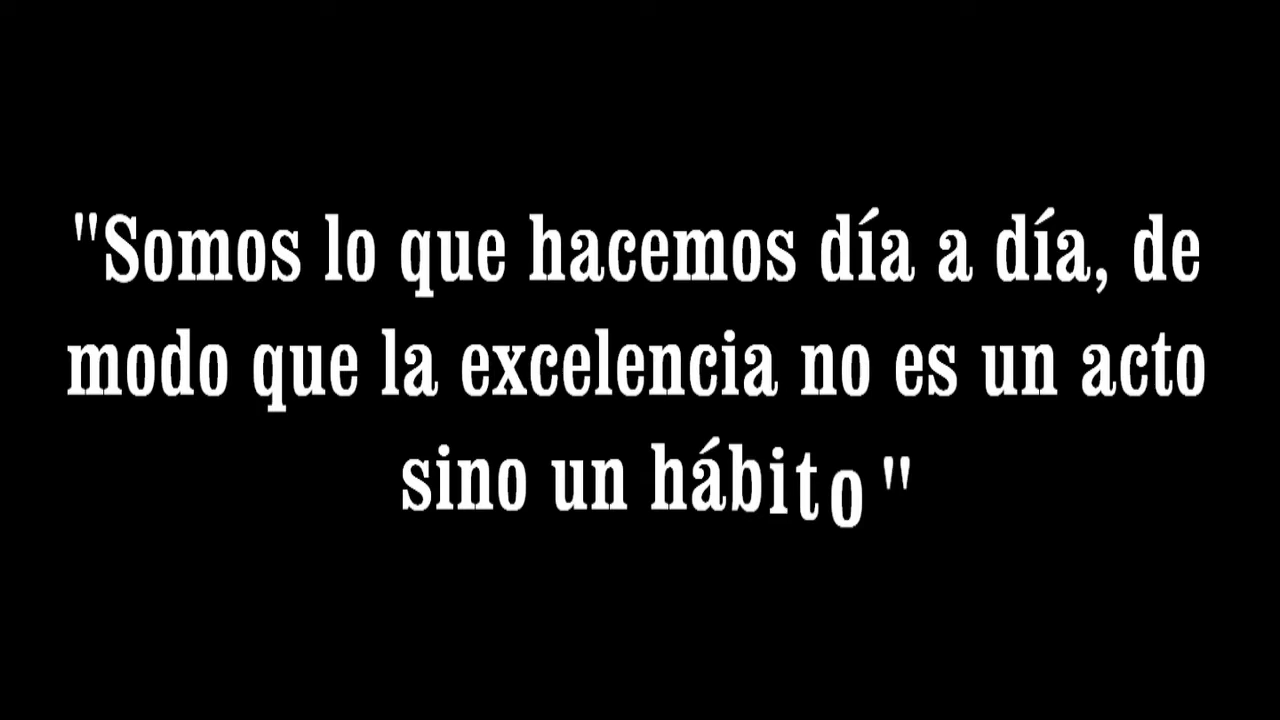 "Somos lo que hacemos día a día, de
modo que la excelencia no es un acto
sino un hábito "